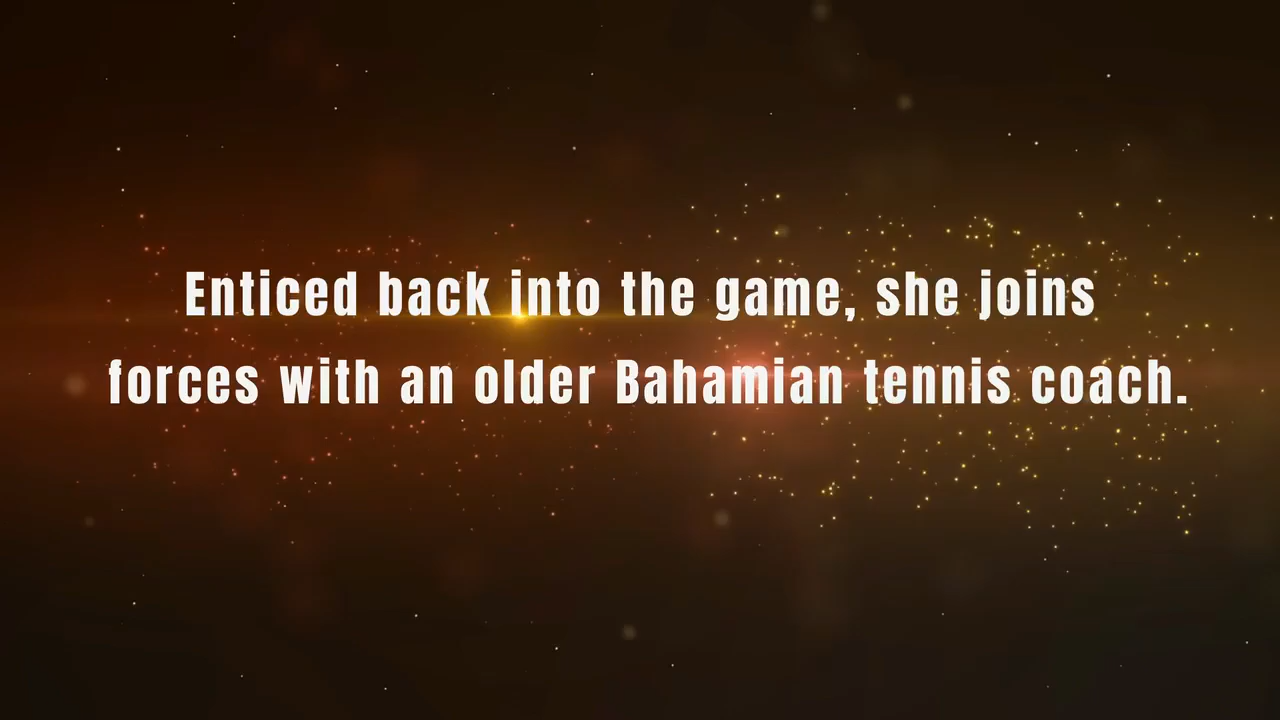 Enticed back into the game, she joins
forces with an older Bahamian tennis coach.